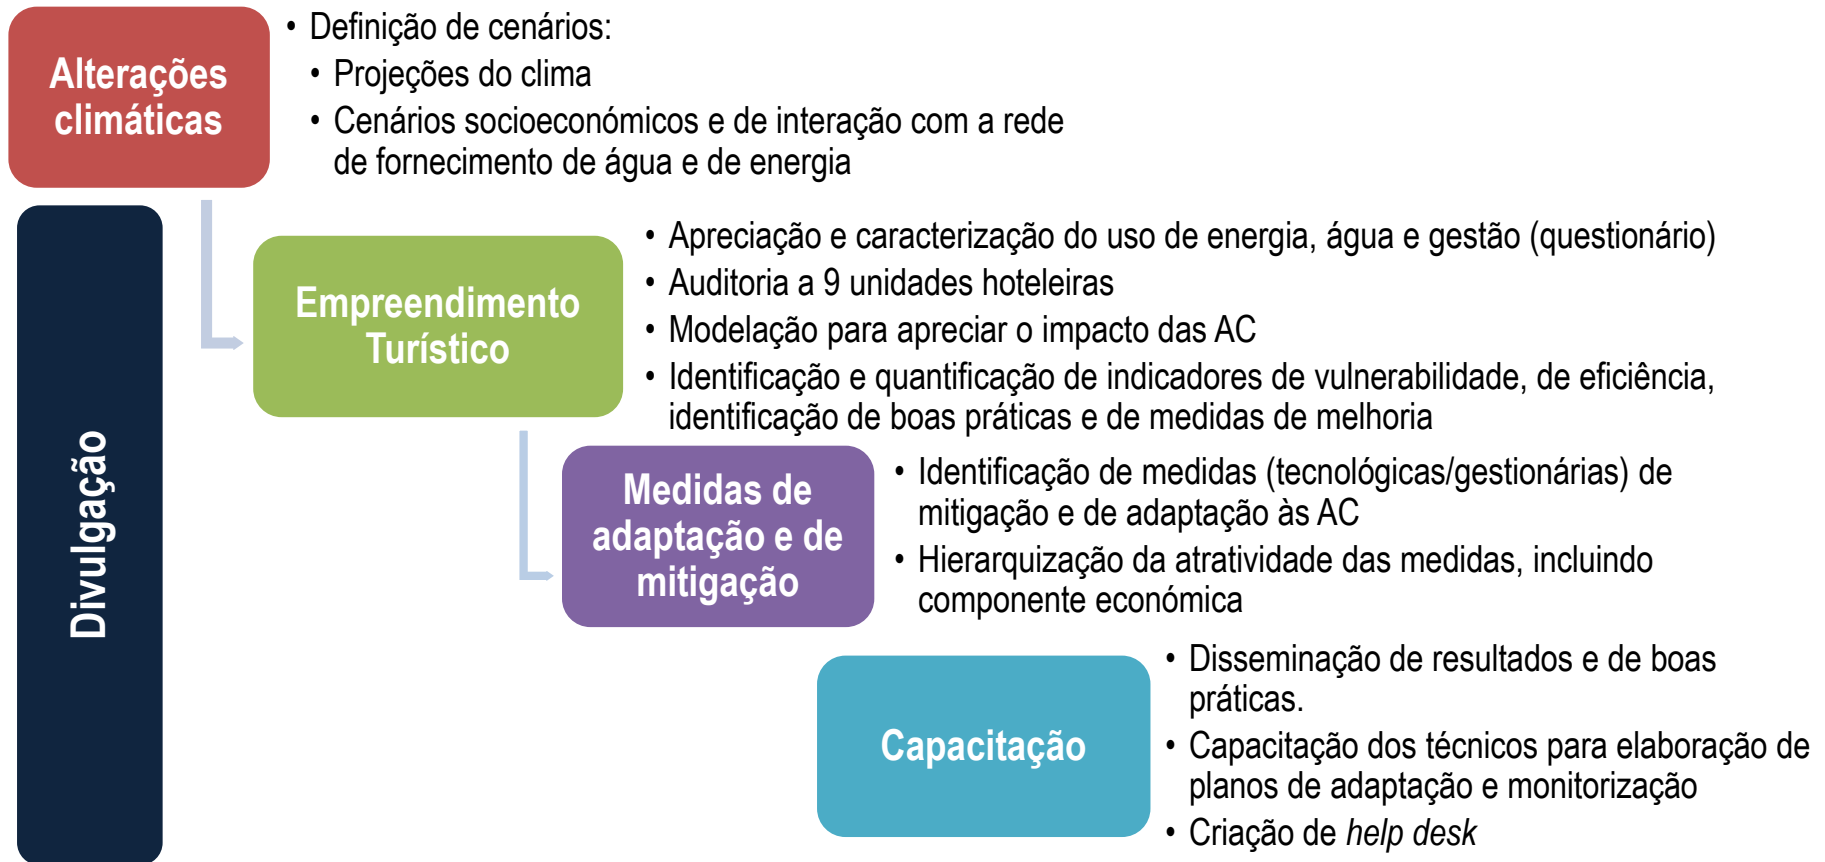 Alterações
climáticas
• Definição de cenários:
• Projeções do clima
• Cenários socioeconómicos e de interação com a rede
de fornecimento de água e de energia
Divulgação
Empreendimento
Turístico
• Apreciação e caracterização do uso de energia, água e gestão (questionário)
• Auditoria a 9 unidades hoteleiras
• Modelação para apreciar o impacto das AC
• Identificação e quantificação de indicadores de vulnerabilidade, de eficiência,
identificação de boas práticas e de medidas de melhoria
Medidas de
adaptação e de
mitigação
• Identificação de medidas (tecnológicas/gestionárias) de
mitigação e de adaptação às AC
• Hierarquização da atratividade das medidas, incluindo
componente económica
Capacitação
• Disseminação de resultados e de boas
práticas.
• Capacitação dos técnicos para elaboração de
planos de adaptação e monitorização
• Criação de help desk